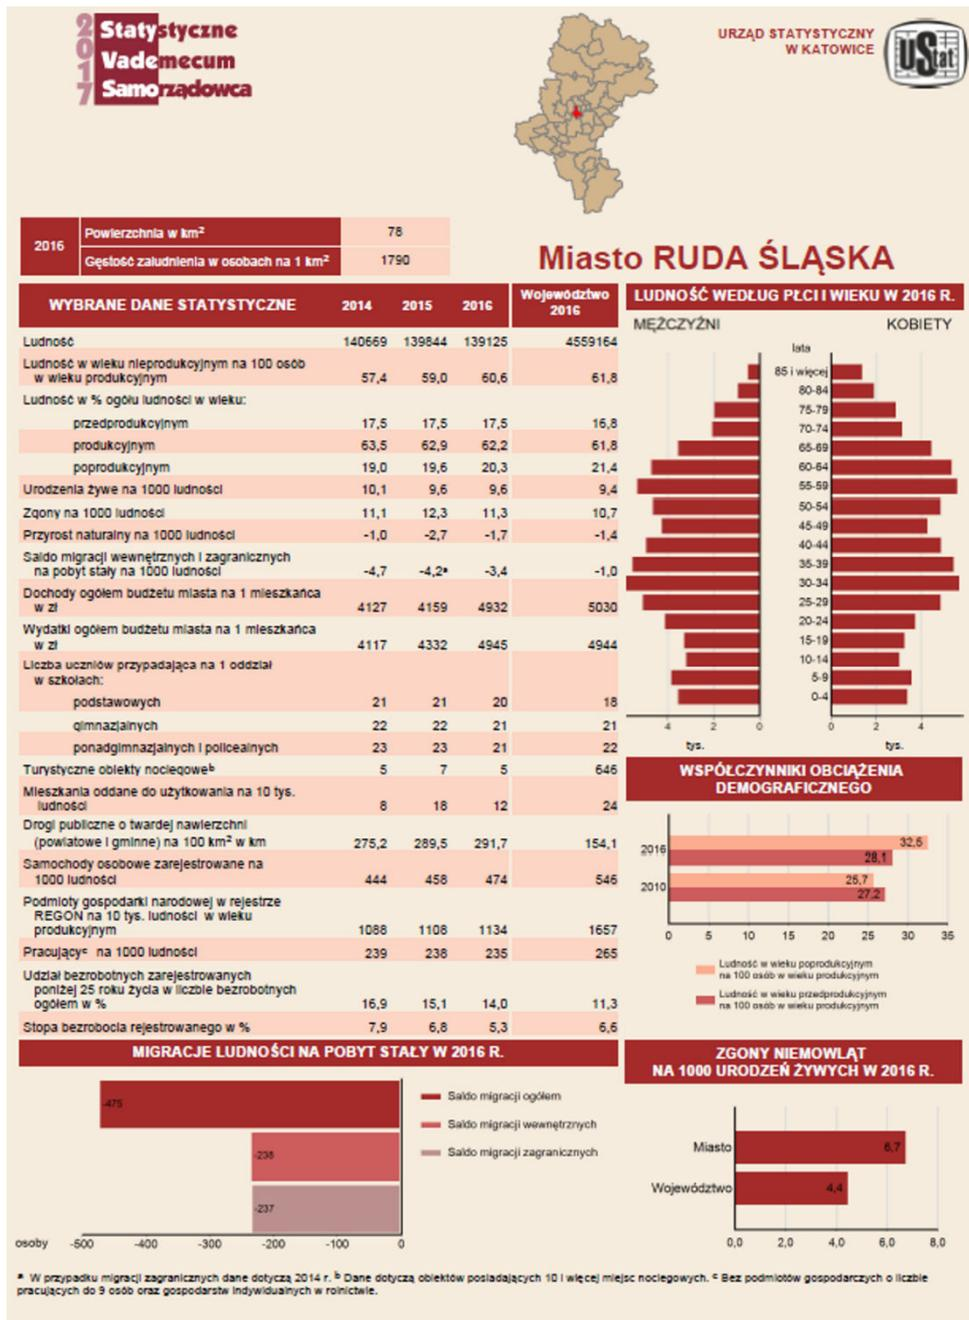 2017
Statystyczne
Vademecum
Samorządowca
URZĄD STATYSTYCZNY
W KATOWICE
UStat
2016
Powierzchnia w km² 78
Gęstość zaludnienia w osobach na 1 km² 1790
Miasto RUDA ŚLĄSKA
WYBRANE DANE STATYSTYCZNE 2014 2015 2016 Województwo
2016
Ludność 140669 139844 139125 4559164
Ludność w wieku nieprodukcyjnym na 100 osób
w wieku produkcyjnym 57,4 59,0 60,6 61,8
Ludność w % ogółu ludności w wieku:
przedprodukcyjnym 17,5 17,5 17,5 16,8
produkcyjnym 63,5 62,9 62,2 61,8
poprodukcyjnym 19,0 19,6 20,3 21,4
Urodzenia żywe na 1000 ludności 10,1 9,6 9,6 9,4
Zgony na 1000 ludności 11,1 12,3 11,3 10,7
Przyrost naturalny na 1000 ludności -1,0 -2,7 -1,7 -1,4
Saldo migracji wewnętrznych i zagranicznych
na pobyt stały na 1000 ludności -4,7 -4,2ᵃ -3,4 -1,0
Dochody ogółem budżetu miasta na 1 mieszkańca
w zł 4127 4159 4932 5030
Wydatki ogółem budżetu miasta na 1 mieszkańca
w zł 4117 4332 4945 4944
Liczba uczniów przypadająca na 1 oddział
w szkołach:
podstawowych 21 21 20 18
gimnazjalnych 22 22 21 21
ponadgimnazjalnych i policealnych 23 23 21 22
Turystyczne obiekty noclegoweᵇ 5 7 5 646
Mieszkania oddane do użytkowania na 10 tys.
ludności 8 18 12 24
Drogi publiczne o twardej nawierzchni
(powiatowe i gminne) na 100 km² w km 275,2 289,5 291,7 154,1
Samochody osobowe zarejestrowane na
1000 ludności 444 458 474 546
Podmioty gospodarki narodowej w rejestrze
REGON na 10 tys. ludności w wieku
produkcyjnym 1088 1108 1134 1657
Pracującyᶜ na 1000 ludności 239 238 235 265
Udział bezrobotnych zarejestrowanych
poniżej 25 roku życia w liczbie bezrobotnych
ogółem w % 16,9 15,1 14,0 11,3
Stopa bezrobocia rejestrowanego w % 7,9 6,8 5,3 6,6
LUDNOŚĆ WEDŁUG PŁCI I WIEKU W 2016 R.
MĘŻCZYŹNI KOBIETY
lata
85 i więcej
80-84
75-79
70-74
65-69
60-64
55-59
50-54
45-49
40-44
35-39
30-34
25-29
20-24
15-19
10-14
5-9
0-4
4 2 0 0 2 4
tys. tys.
WSPÓŁCZYNNIKI OBCIĄŻENIA
DEMOGRAFICZNEGO
2016 32,5
28,1
2010 25,7
27,2
0 5 10 15 20 25 30 35
Ludność w wieku poprodukcyjnym
na 100 osób w wieku produkcyjnym
Ludność w wieku przedprodukcyjnym
na 100 osób w wieku produkcyjnym
MIGRACJE LUDNOŚCI NA POBYT STAŁY W 2016 R.
-475
-238
-237
osoby -500 -400 -300 -200 -100 0
Saldo migracji ogółem
Saldo migracji wewnętrznych
Saldo migracji zagranicznych
ZGONY NIEMOWLĄT
NA 1000 URODZEŃ ŻYWYCH W 2016 R.
Miasto 6,7
Województwo 4,4
0,0 2,0 4,0 6,0 8,0
ᵃ W przypadku migracji zagranicznych dane dotyczą 2014 r. ᵇ Dane dotyczą obiektów posiadających 10 i więcej miejsc noclegowych. ᶜ Bez podmiotów gospodarczych o liczbie
pracujących do 9 osób oraz gospodarstw indywidualnych w rolnictwie.